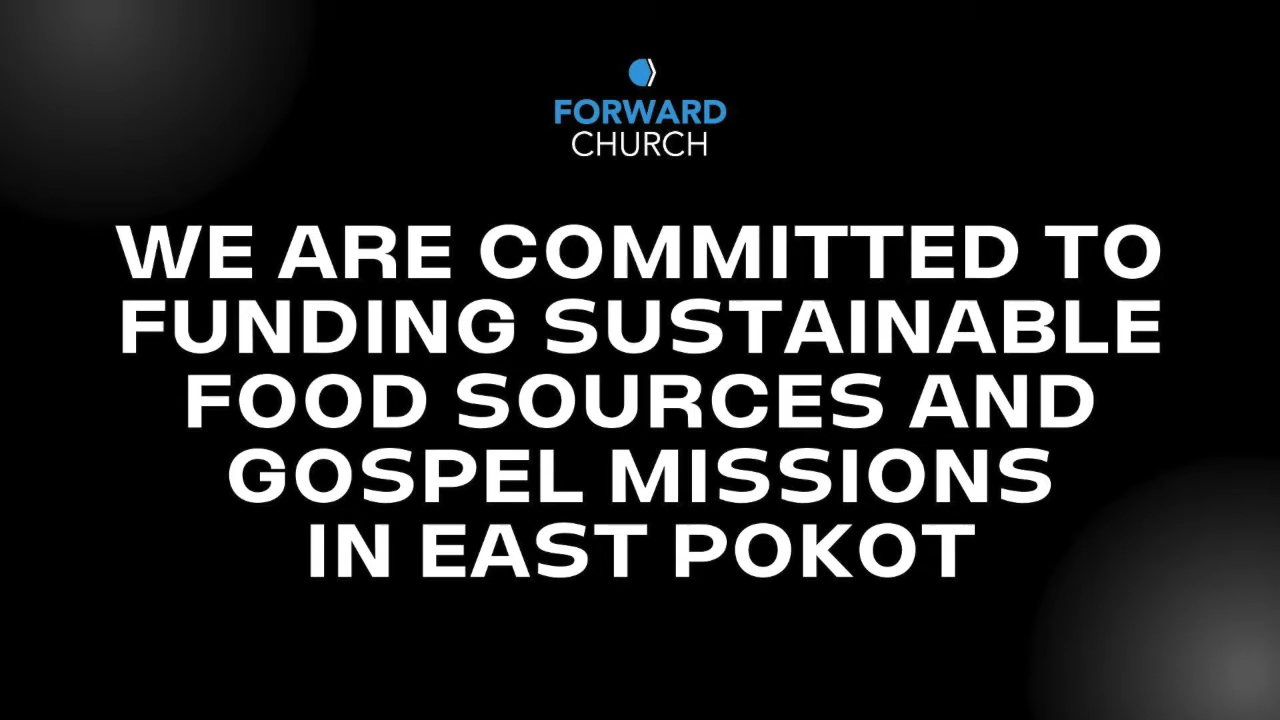 FORWARD
CHURCH
WE ARE COMMITTED TO
FUNDING SUSTAINABLE
FOOD SOURCES AND
GOSPEL MISSIONS
IN EAST POKOT